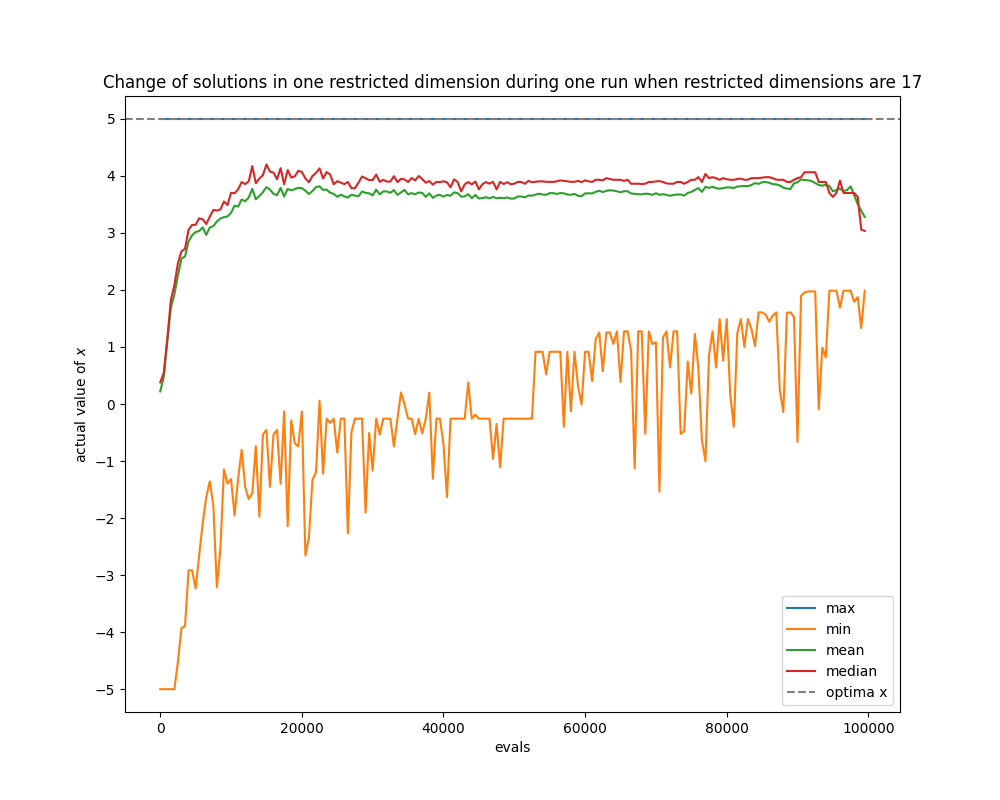 Change of solutions in one restricted dimension during one run when restricted dimensions are 17
actual value of x
5
4
3
2
1
0
−1
−2
−3
−4
−5
max
min
mean
median
optima x
0 20000 40000 60000 80000 100000
evals